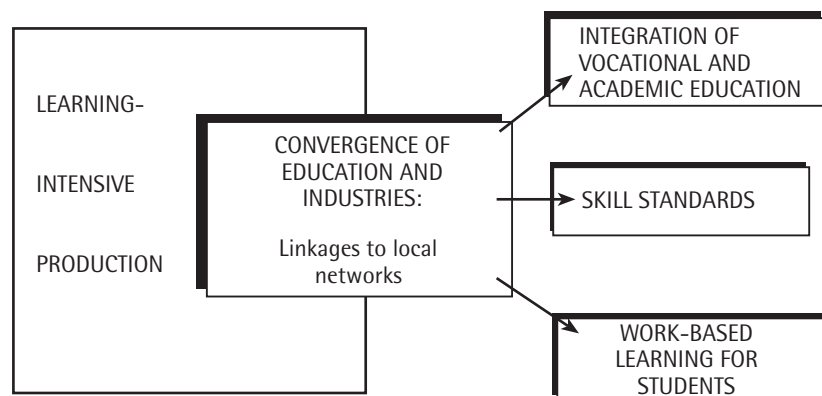 LEARNING-
INTENSIVE
PRODUCTION
CONVERGENCE OF
EDUCATION AND
INDUSTRIES:
Linkages to local
networks
INTEGRATION OF
VOCATIONAL AND
ACADEMIC EDUCATION
SKILL STANDARDS
WORK-BASED
LEARNING FOR
STUDENTS